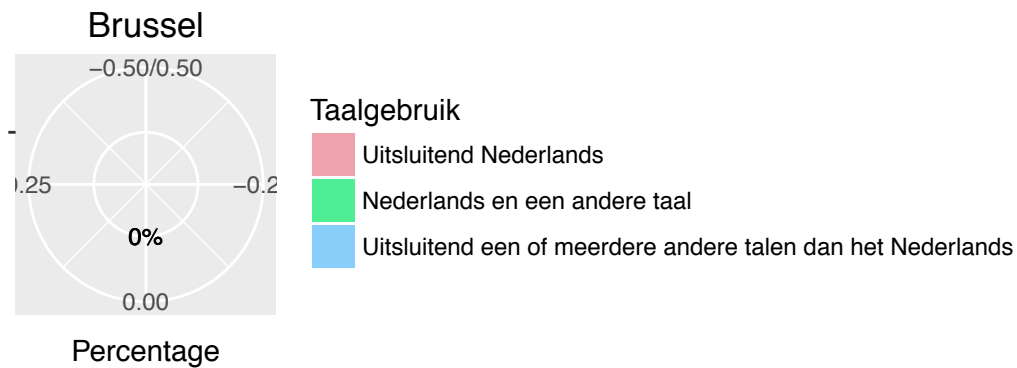 Brussel
−0.50/0.50
Taalgebruik
Uitsluitend Nederlands
0.25
−0.2
Nederlands en een andere taal
0%
Uitsluitend een of meerdere andere talen dan het Nederlands
0.00
Percentage